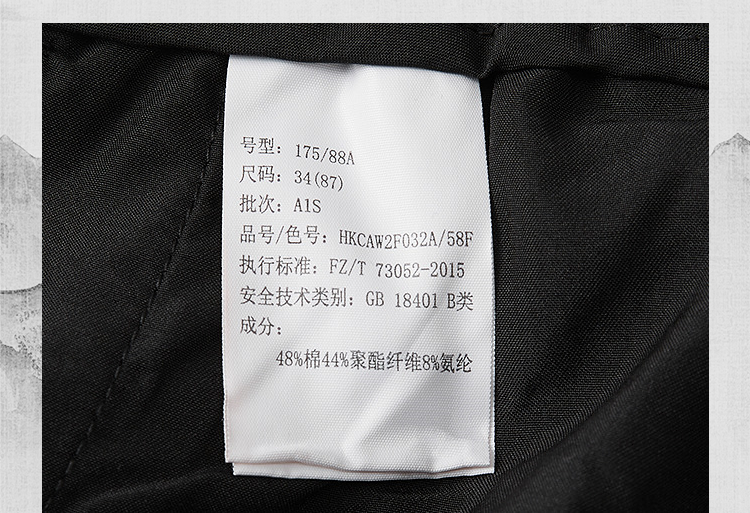 号型：175/88A
尺码：34(87)
批次：A1S
品号/色号：HKCAW2F032A/58F
执行标准：FZ/T 73052-2015
安全技术类别：GB 18401 B类
成分：
48%棉44%聚酯纤维8%氨纶